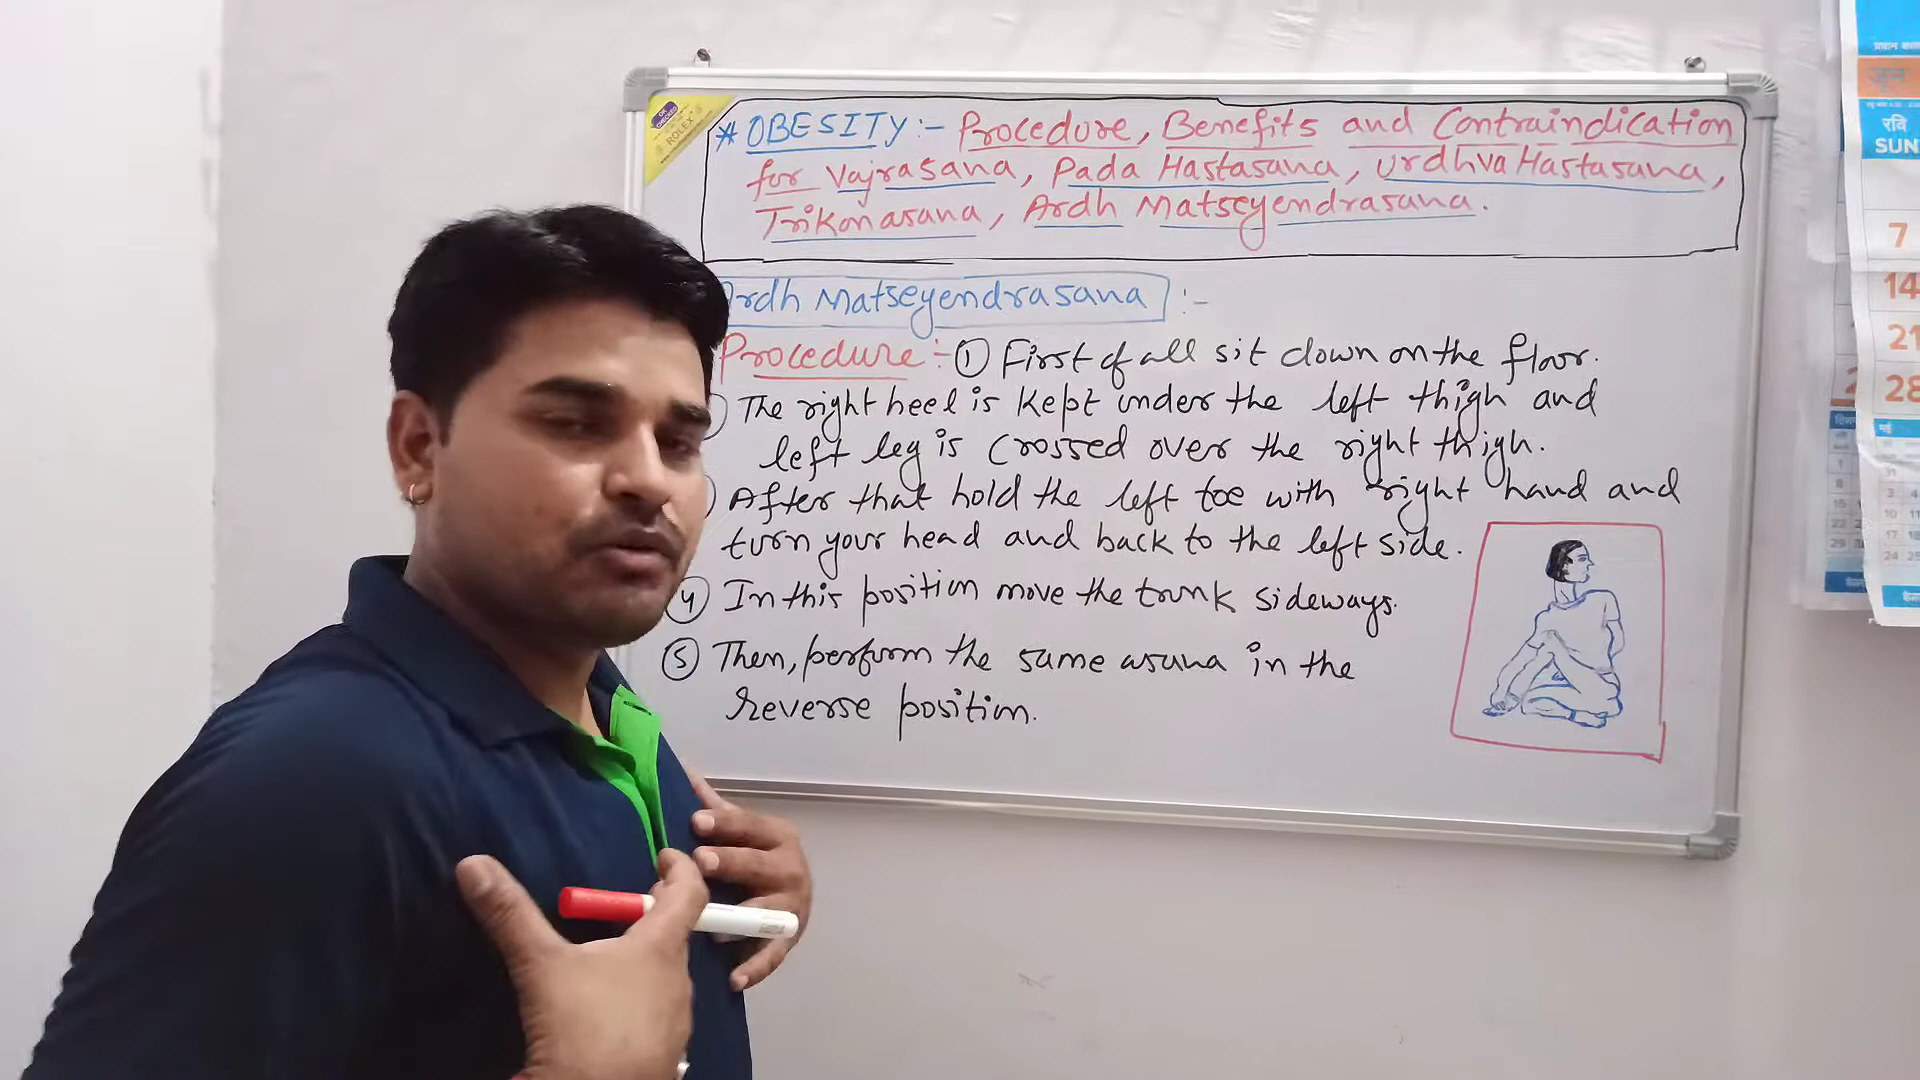 # OBESITY :- Procedure, Benefits and Contraindication
for Vajrasana, Pada Hastasana, Urdhva Hastasana,
Trikonasana, Ardh Matseyendrasana.
Ardh Matseyendrasana :-
Procedure :- ① First of all sit down on the floor.
The right heel is kept under the left thigh and
left leg is crossed over the right thigh.
After that hold the left toe with right hand and
turn your head and back to the left side.
④ In this position move the trunk sideways.
⑤ Then, perform the same asana in the
reverse position.
ROLEX
जून
रवि
SUN
7
14
21
28